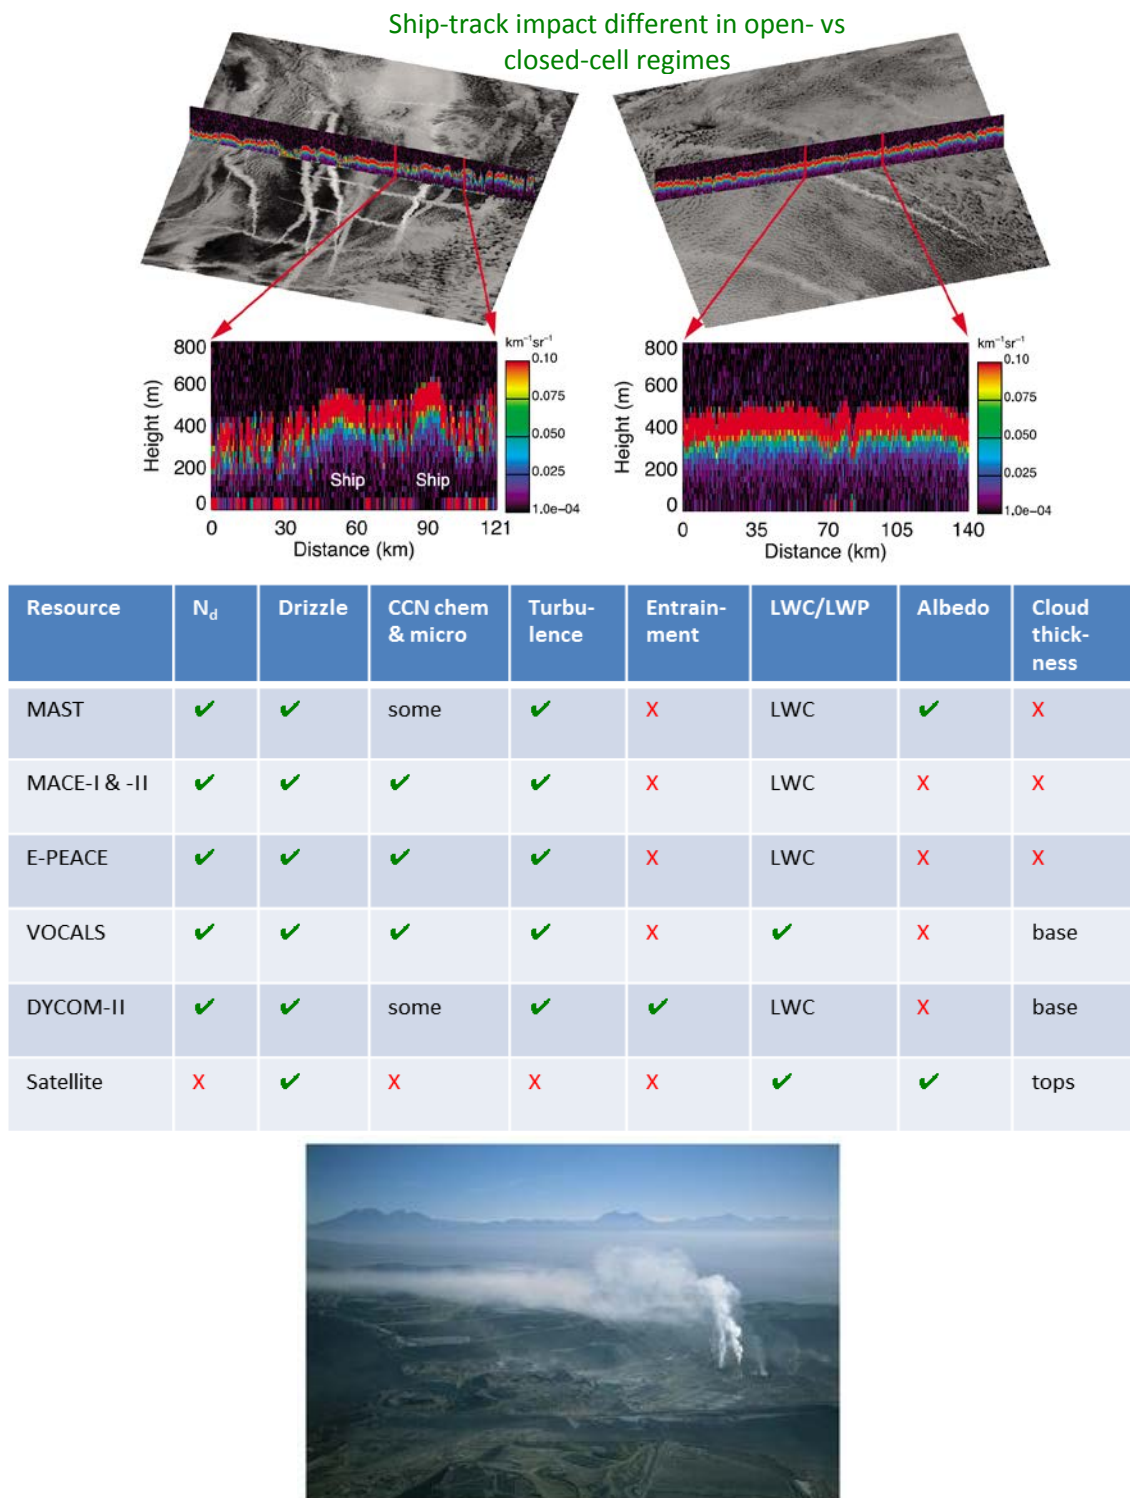 Ship-track impact different in open- vs
closed-cell regimes
800
600
400
200
0
Height (m)
Ship
Ship
0 30 60 90 121
Distance (km)
km⁻¹sr⁻¹
0.10
0.075
0.050
0.025
1.0e−04
800
600
400
200
0
Height (m)
0 35 70 105 140
Distance (km)
km⁻¹sr⁻¹
0.10
0.075
0.050
0.025
1.0e−04
Resource N_d Drizzle CCN chem & micro Turbu-lence Entrain-ment LWC/LWP Albedo Cloud thick-ness
MAST ✔ ✔ some ✔ X LWC ✔ X
MACE-I & -II ✔ ✔ ✔ ✔ X LWC X X
E-PEACE ✔ ✔ ✔ ✔ X LWC X X
VOCALS ✔ ✔ ✔ ✔ X ✔ X base
DYCOM-II ✔ ✔ some ✔ ✔ LWC X base
Satellite X ✔ X X X ✔ ✔ tops